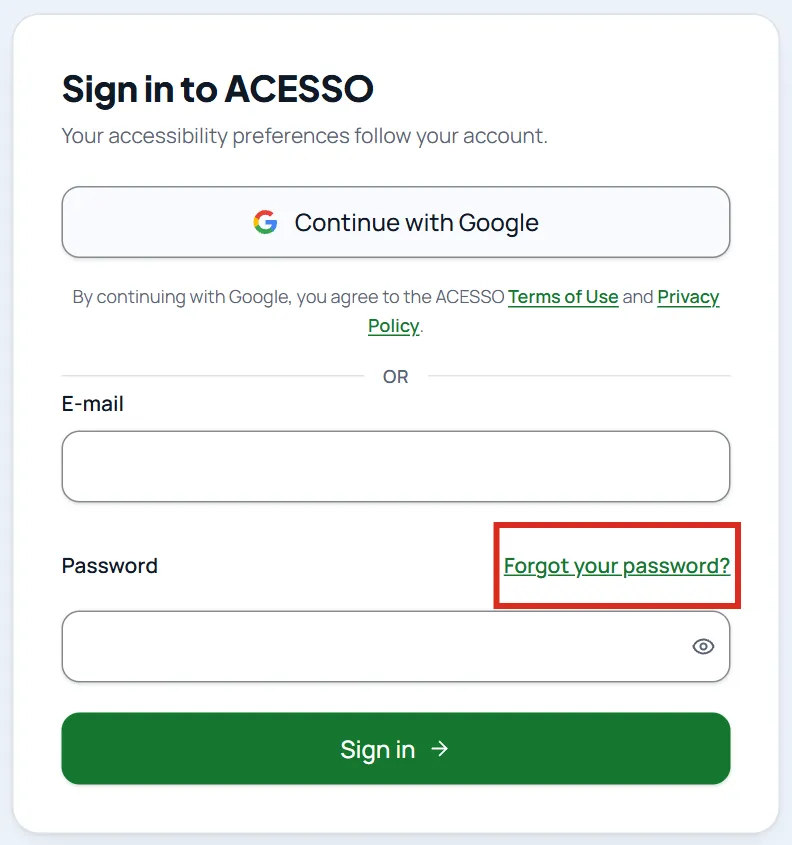 Sign in to ACESSO
Your accessibility preferences follow your account.
Continue with Google
By continuing with Google, you agree to the ACESSO Terms of Use and Privacy
Policy.
OR
E-mail
Password
Forgot your password?
Sign in →